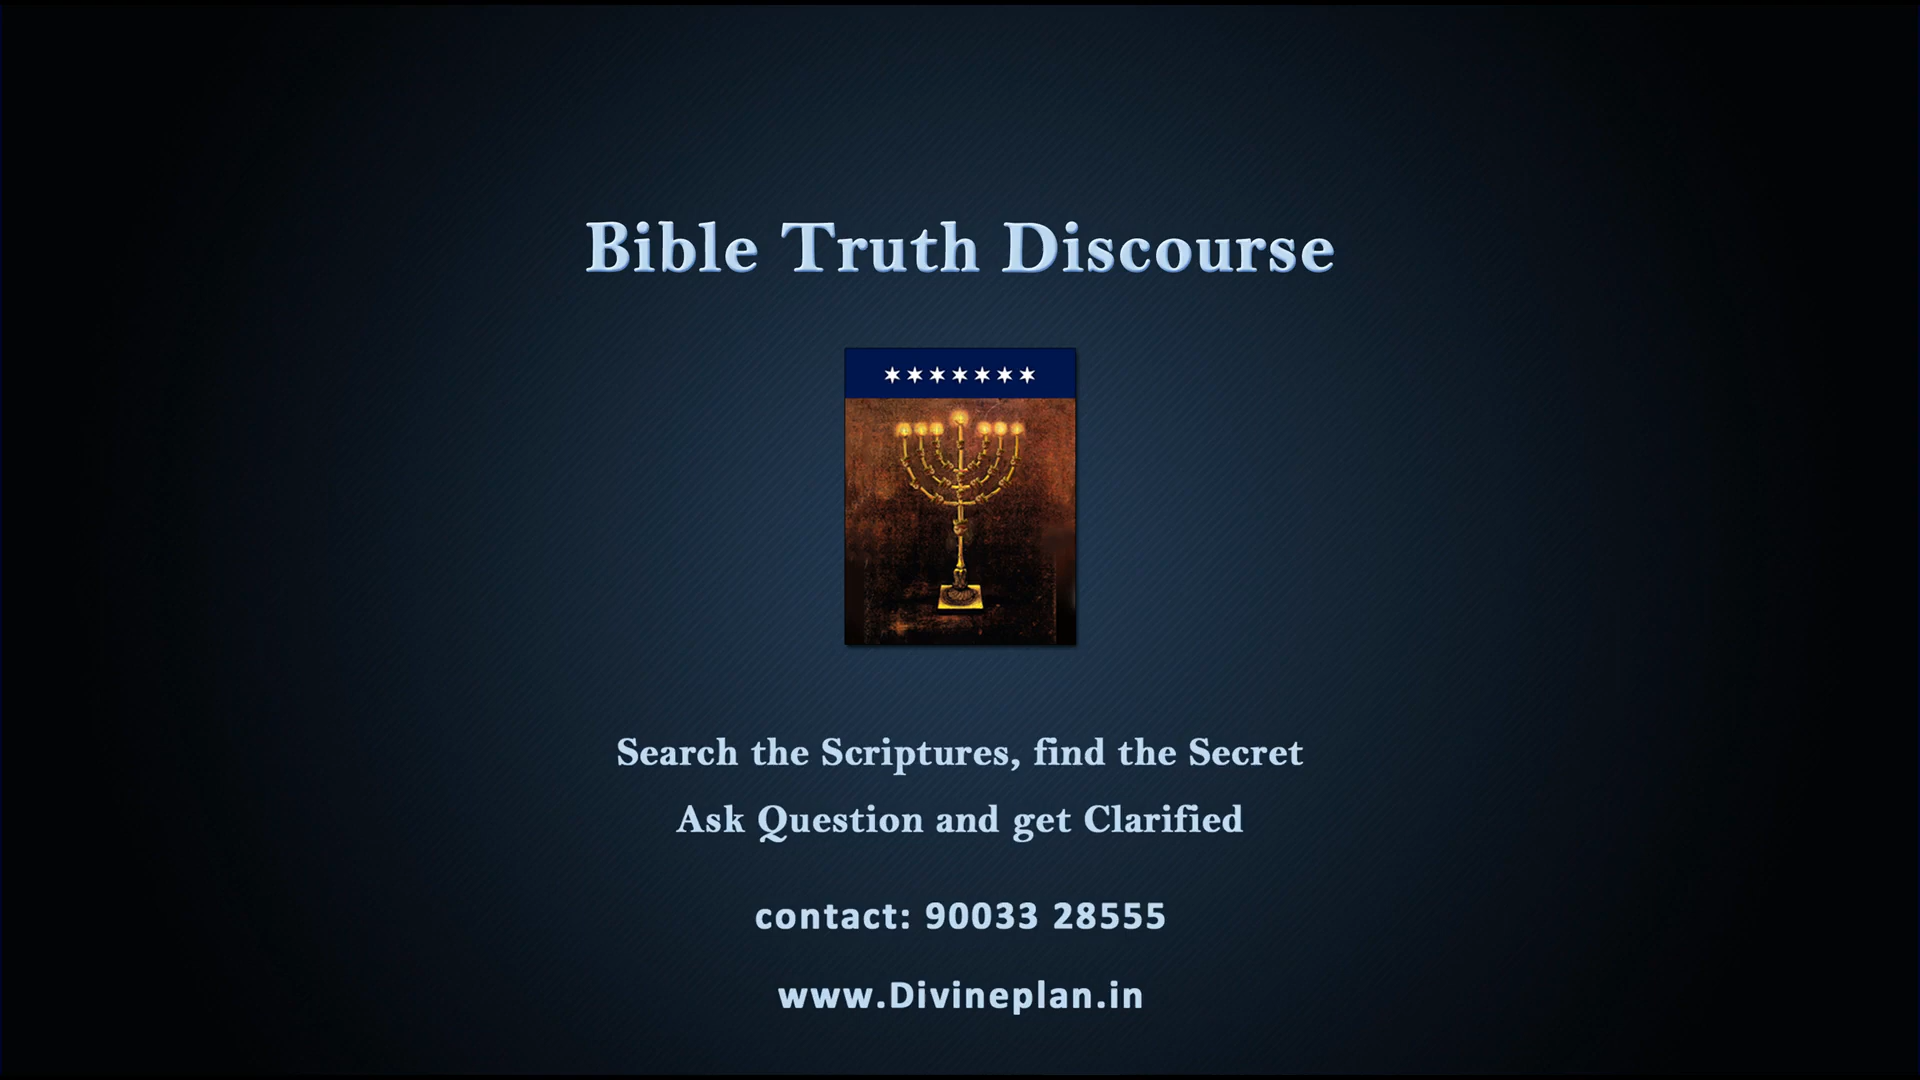 Bible Truth Discourse
Search the Scriptures, find the Secret
Ask Question and get Clarified
contact: 90033 28555
www.Divineplan.in